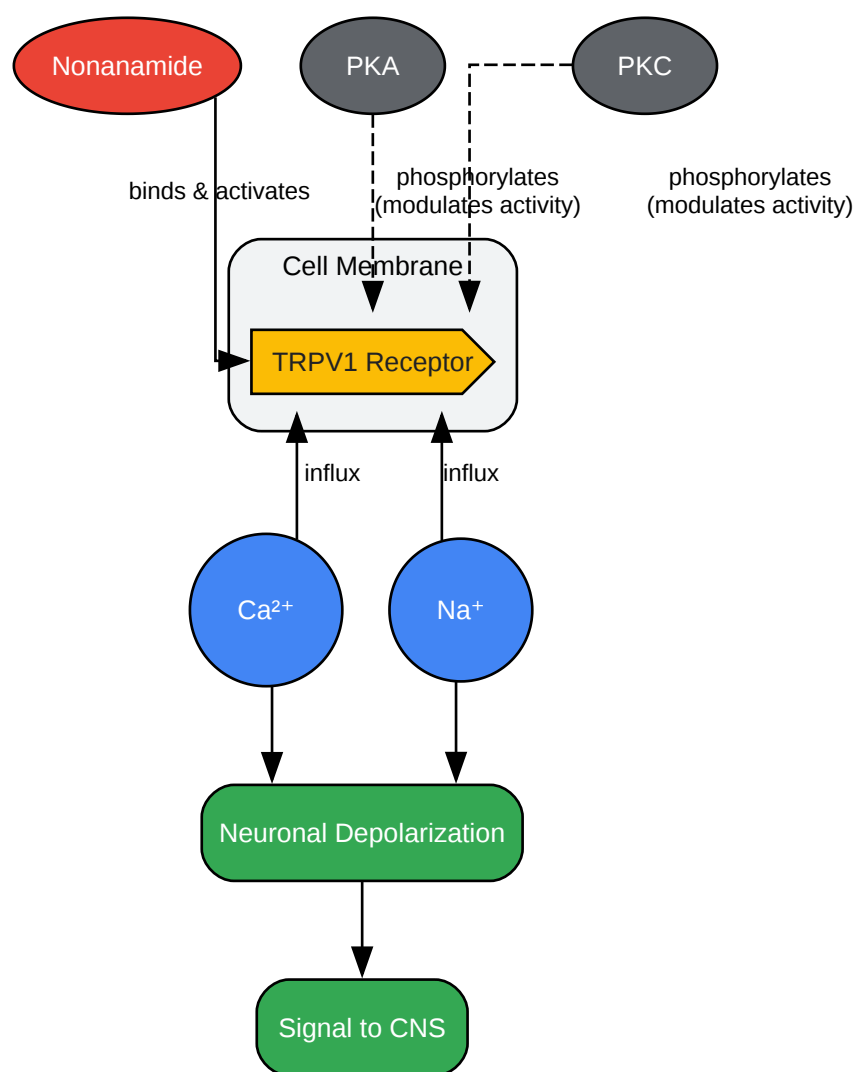 Nonanamide
PKA
PKC
binds & activates
phosphorylates
(modulates activity)
phosphorylates
(modulates activity)
Cell Membrane
TRPV1 Receptor
influx
influx
Ca²⁺
Na⁺
Neuronal Depolarization
Signal to CNS